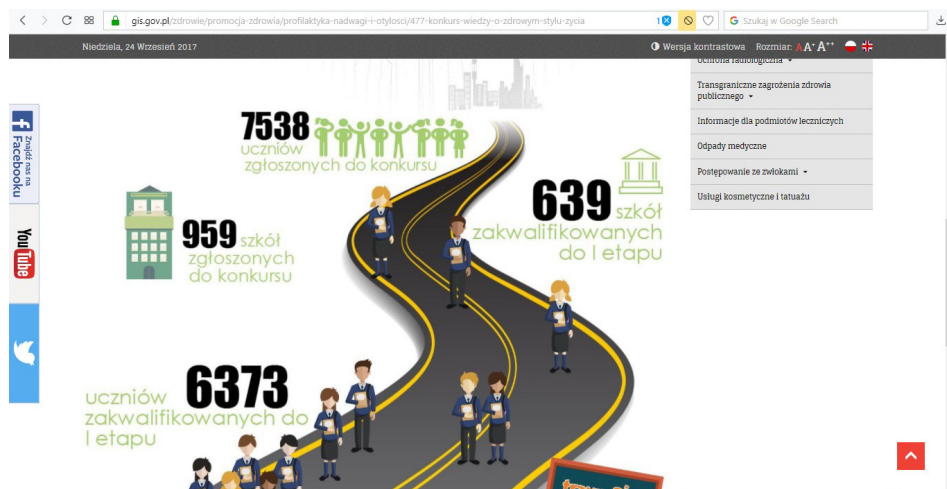 gis.gov.pl/zdrowie/promocja-zdrowia/profilaktyka-nadwagi-i-otylosci/477-konkurs-wiedzy-o-zdrowym-stylu-zycia
1
G Szukaj w Google Search
Niedziela, 24 Wrzesień 2017
Wersja kontrastowa Rozmiar: A A+ A++
Ochrona radiologiczna
Transgraniczne zagrożenia zdrowia
publicznego
Informacje dla podmiotów leczniczych
Odpady medyczne
Postępowanie ze zwłokami
Usługi kosmetyczne i tatuażu
Znajdź nas na
Facebooku
YouTube
7538
uczniów
zgłoszonych do konkursu
639 szkół
zakwalifikowanych
do I etapu
959 szkół
zgłoszonych
do konkursu
uczniów 6373
zakwalifikowanych do
I etapu